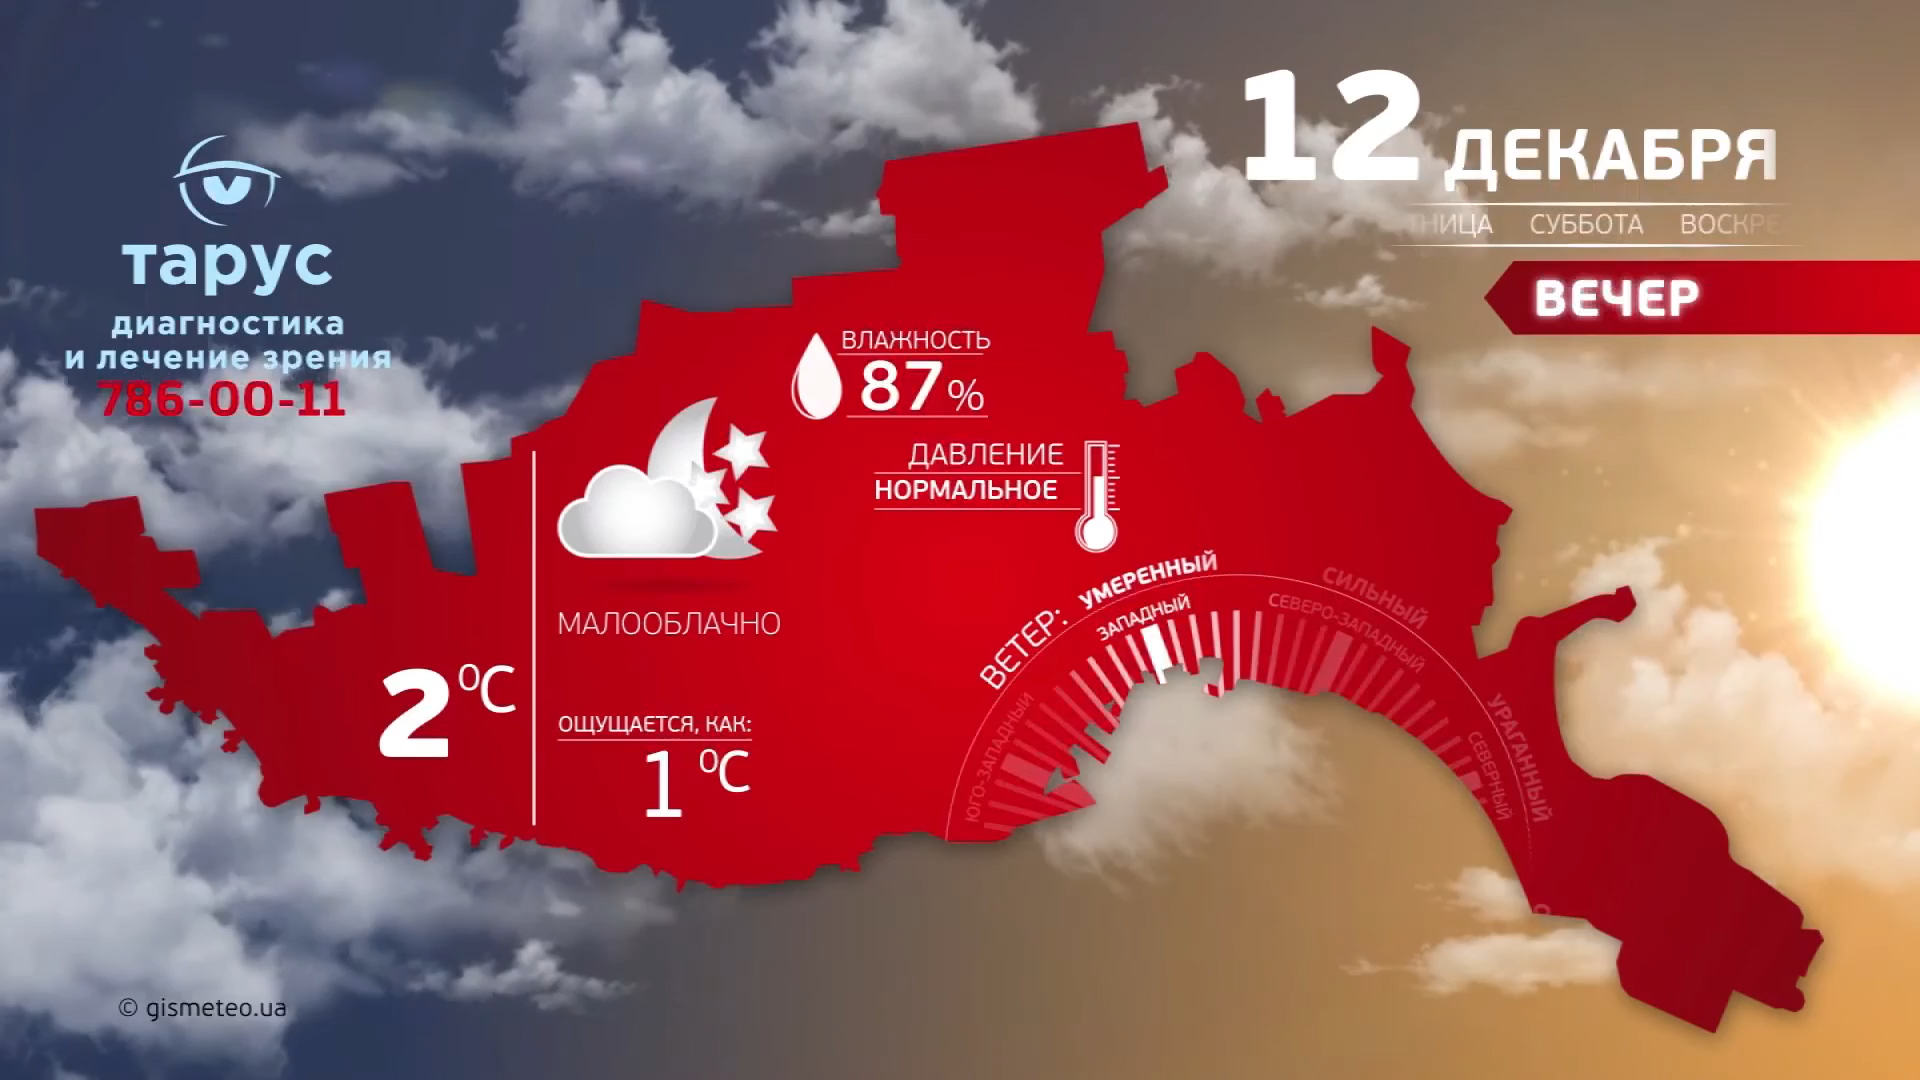 12 ДЕКАБРЯ
СУББОТА
ВЕЧЕР
тарус
диагностика
и лечение зрения
786-00-11
ВЛАЖНОСТЬ
87%
ДАВЛЕНИЕ
НОРМАЛЬНОЕ
МАЛООБЛАЧНО
2 °C
ОЩУЩАЕТСЯ, КАК:
1 °C
ВЕТЕР:
УМЕРЕННЫЙ
СИЛЬНЫЙ
УРАГАННЫЙ
ЮГО-ЗАПАДНЫЙ
ЗАПАДНЫЙ
СЕВЕРО-ЗАПАДНЫЙ
СЕВЕРНЫЙ
© gismeteo.ua